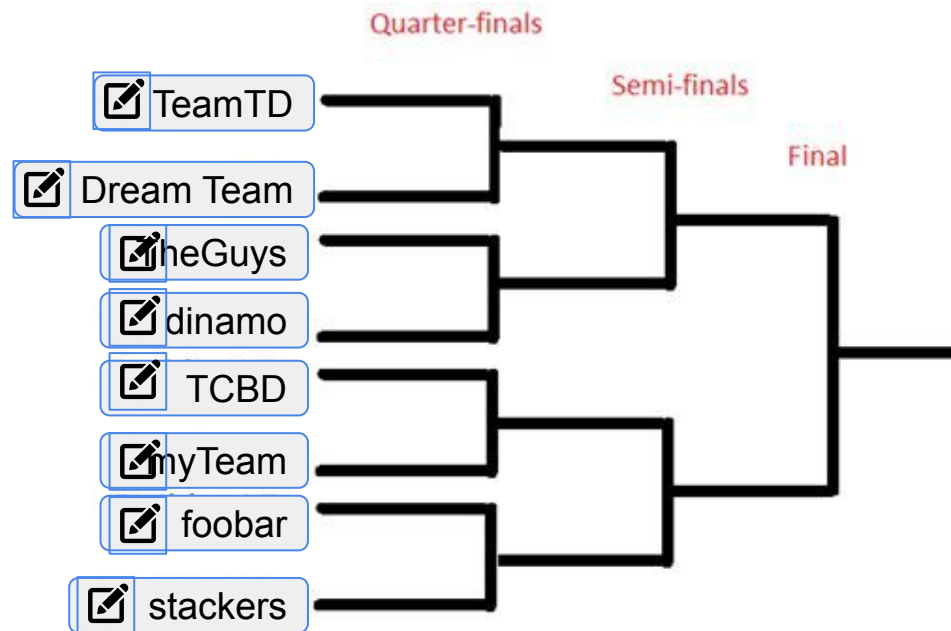 Quarter-finals
Semi-finals
Final
TeamTD
Dream Team
heGuys
dinamo
TCBD
myTeam
foobar
stackers